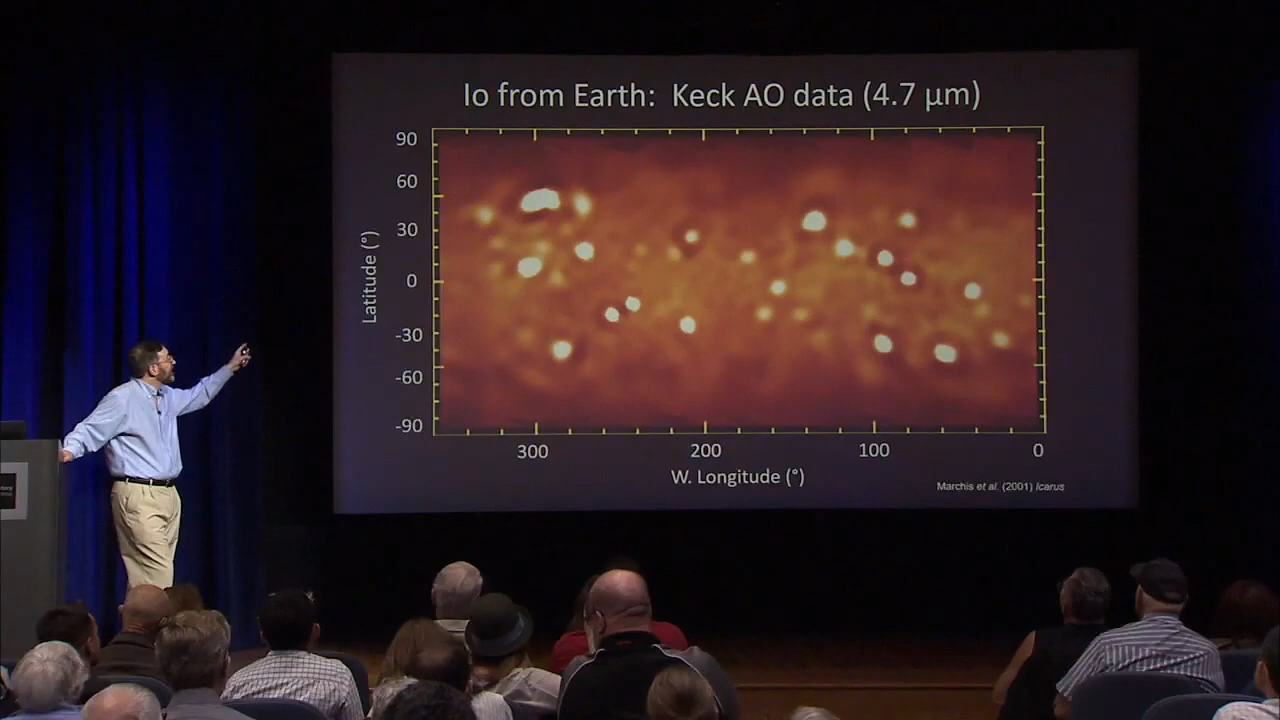 Io from Earth: Keck AO data (4.7 µm)
90
60
30
0
-30
-60
-90
Latitude (°)
300 200 100 0
W. Longitude (°)
Marchis et al. (2001) Icarus